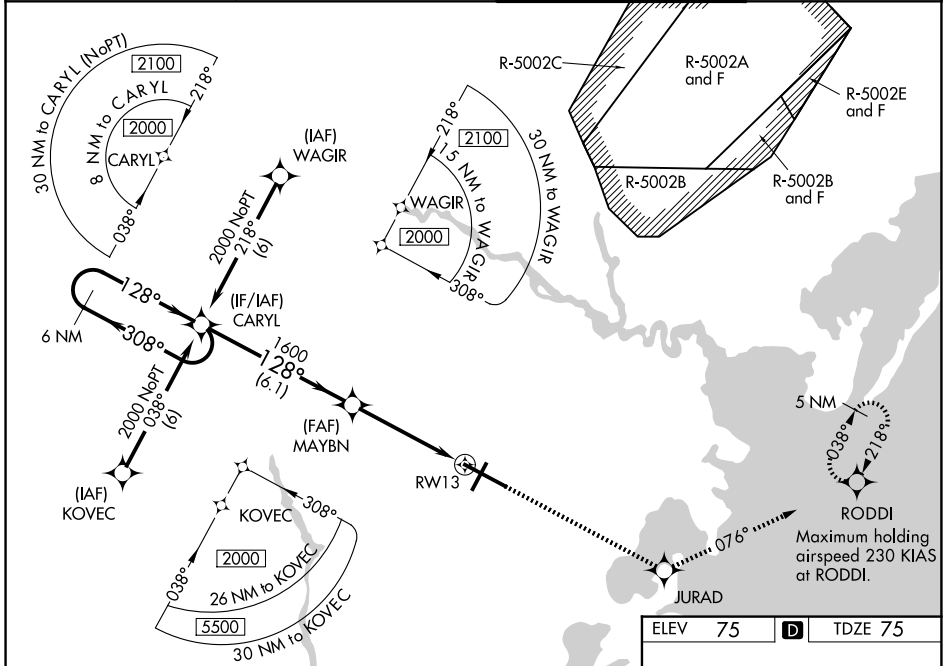 30 NM to CARYL (NoPT)
2100
218°
8 NM to CARYL
2000
CARYL
038°
(IAF)
WAGIR
2000 NoPT
218°
(6)
218°
2100
30 NM to WAGIR
15 NM to WAGIR
WAGIR
2000
308°
R-5002C
R-5002A
and F
R-5002E
and F
R-5002B
R-5002B
and F
128°
6 NM
308°
(IF/IAF)
CARYL
2000 NoPT
038°
(6)
(IAF)
KOVEC
1600
128°
(6.1)
(FAF)
MAYBN
RW13
308°
KOVEC
038°
2000
26 NM to KOVEC
5500
30 NM to KOVEC
076°
JURAD
5 NM
038°
218°
RODDI
Maximum holding
airspeed 230 KIAS
at RODDI.
ELEV 75 D TDZE 75